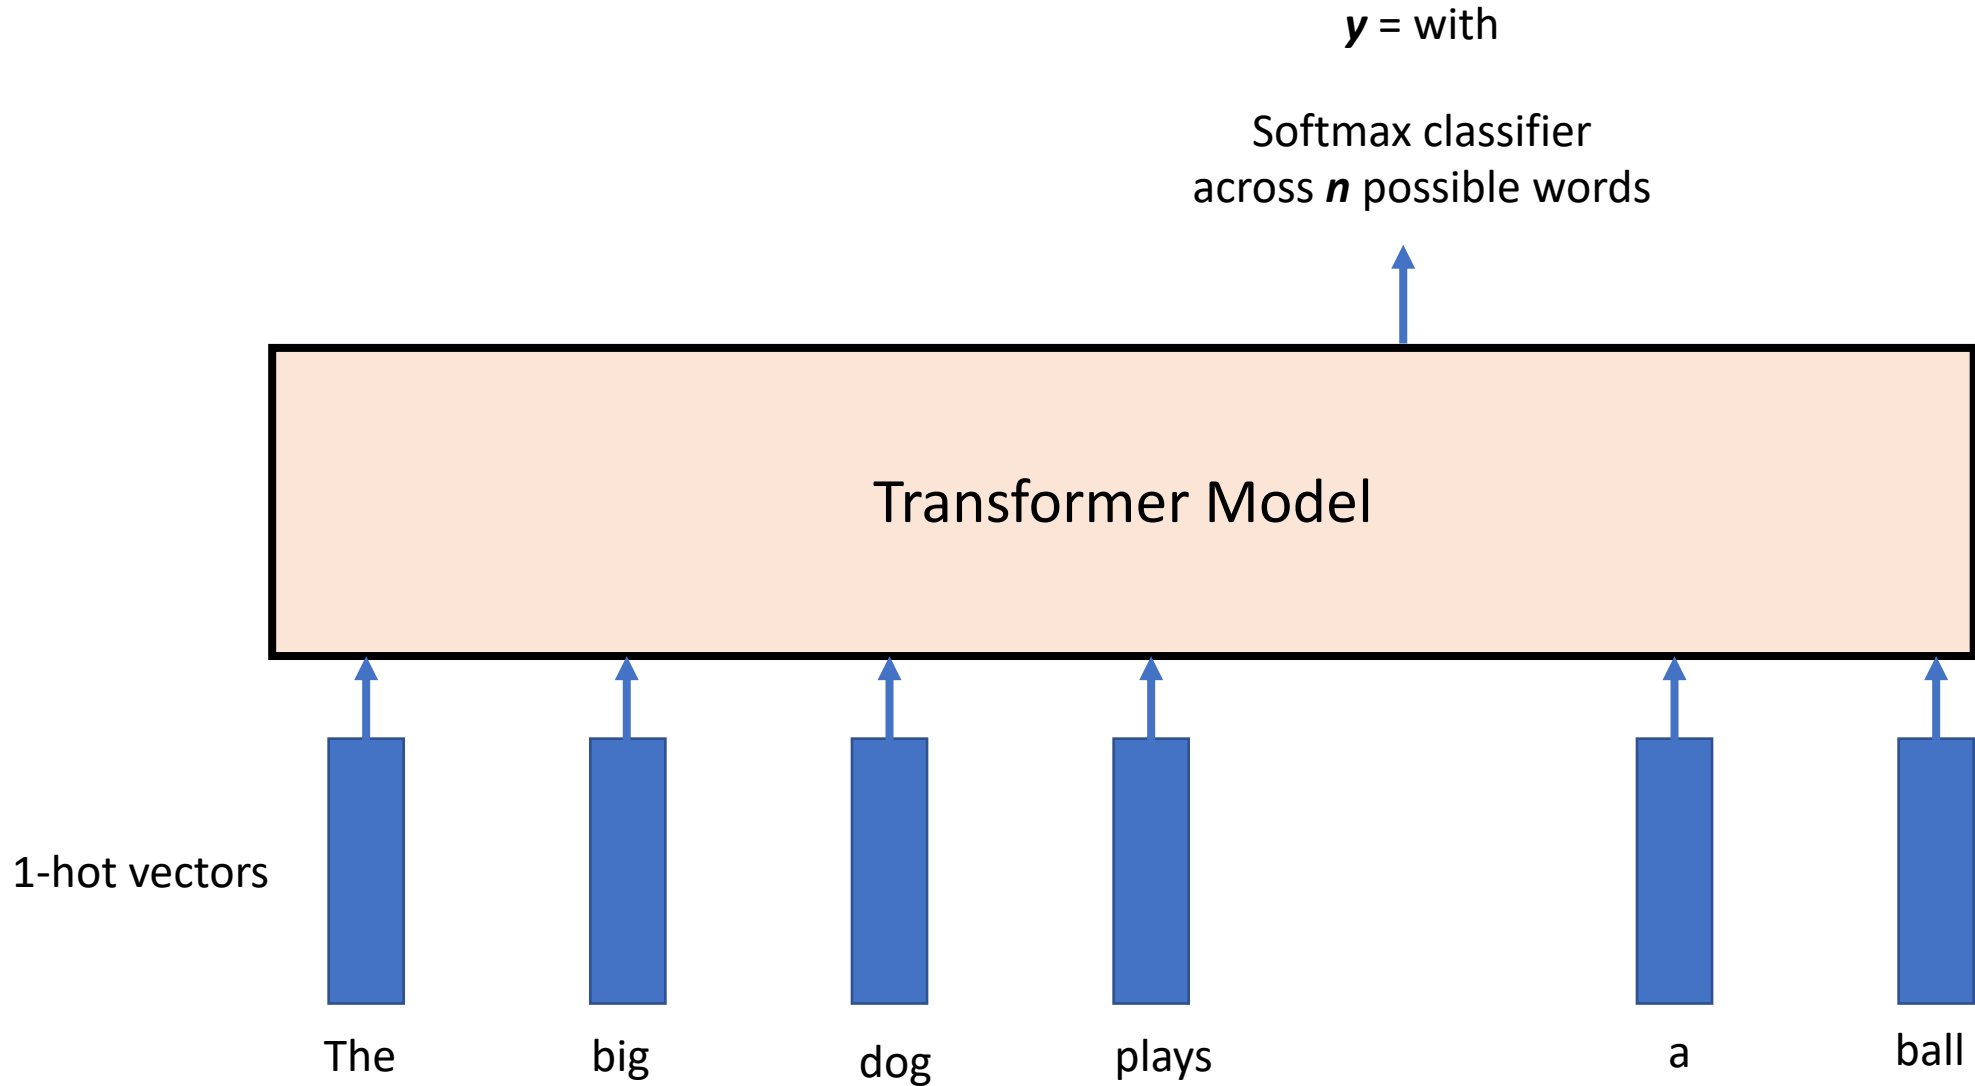 y = with
Softmax classifier
across n possible words
Transformer Model
1-hot vectors
The big dog plays a ball